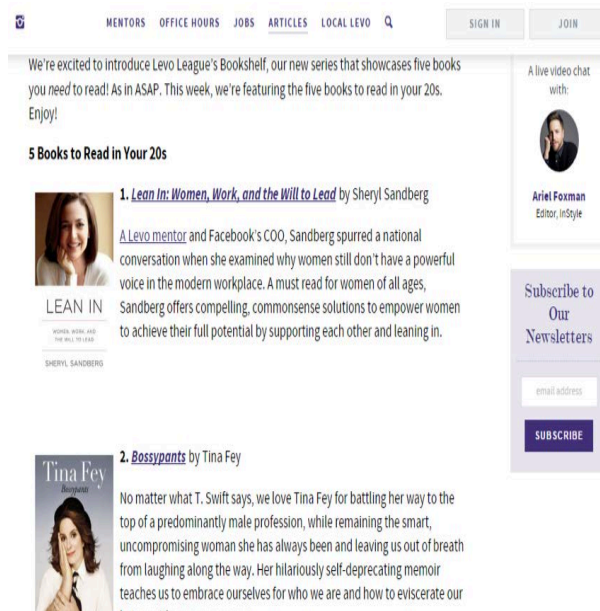 MENTORS OFFICE HOURS JOBS ARTICLES LOCAL LEVO SIGN IN JOIN
We're excited to introduce Levo League's Bookshelf, our new series that showcases five books
you need to read! As in ASAP. This week, we're featuring the five books to read in your 20s.
Enjoy!
5 Books to Read in Your 20s
1. Lean In: Women, Work, and the Will to Lead by Sheryl Sandberg
A Levo mentor and Facebook's COO, Sandberg spurred a national
conversation when she examined why women still don't have a powerful
voice in the modern workplace. A must read for women of all ages,
Sandberg offers compelling, commonsense solutions to empower women
to achieve their full potential by supporting each other and leaning in.
LEAN IN
WOMEN, WORK, AND
THE WILL TO LEAD
SHERYL SANDBERG
2. Bossypants by Tina Fey
Tina Fey
Bossypants
No matter what T. Swift says, we love Tina Fey for battling her way to the
top of a predominantly male profession, while remaining the smart,
uncompromising woman she has always been and leaving us out of breath
from laughing along the way. Her hilariously self-deprecating memoir
teaches us to embrace ourselves for who we are and how to eviscerate our
A live video chat
with:
Ariel Foxman
Editor, InStyle
Subscribe to
Our
Newsletters
email address
SUBSCRIBE